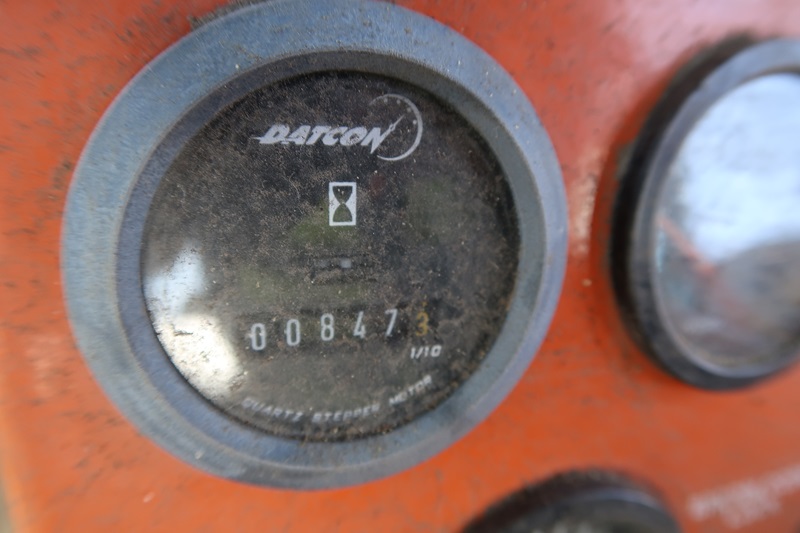 DATCON
008473
1/10
QUARTZ STEPPER MOTOR